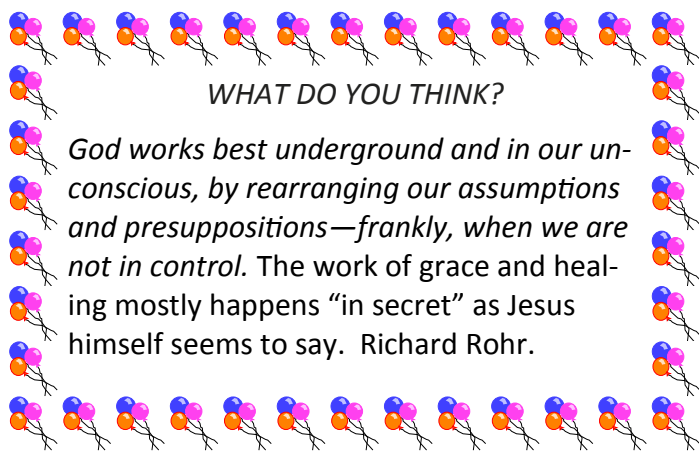 WHAT DO YOU THINK?
God works best underground and in our un-
conscious, by rearranging our assumptions
and presuppositions—frankly, when we are
not in control. The work of grace and heal-
ing mostly happens “in secret” as Jesus
himself seems to say.  Richard Rohr.